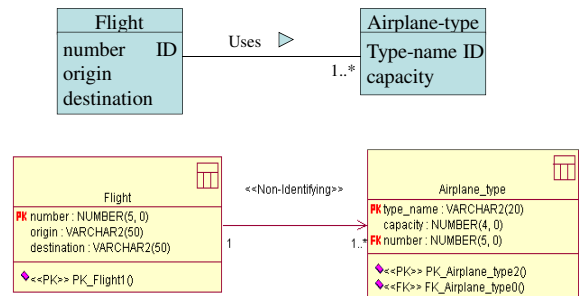 Flight
number ID
origin
destination
Uses
1..*
Airplane-type
Type-name ID
capacity
Flight
PK number : NUMBER(5, 0)
origin : VARCHAR2(50)
destination : VARCHAR2(50)
<<PK>> PK_Flight1()
<<Non-Identifying>>
1
1..*
Airplane_type
PK type_name : VARCHAR2(20)
capacity : NUMBER(4, 0)
FK number : NUMBER(5, 0)
<<PK>> PK_Airplane_type2()
<<FK>> FK_Airplane_type0()